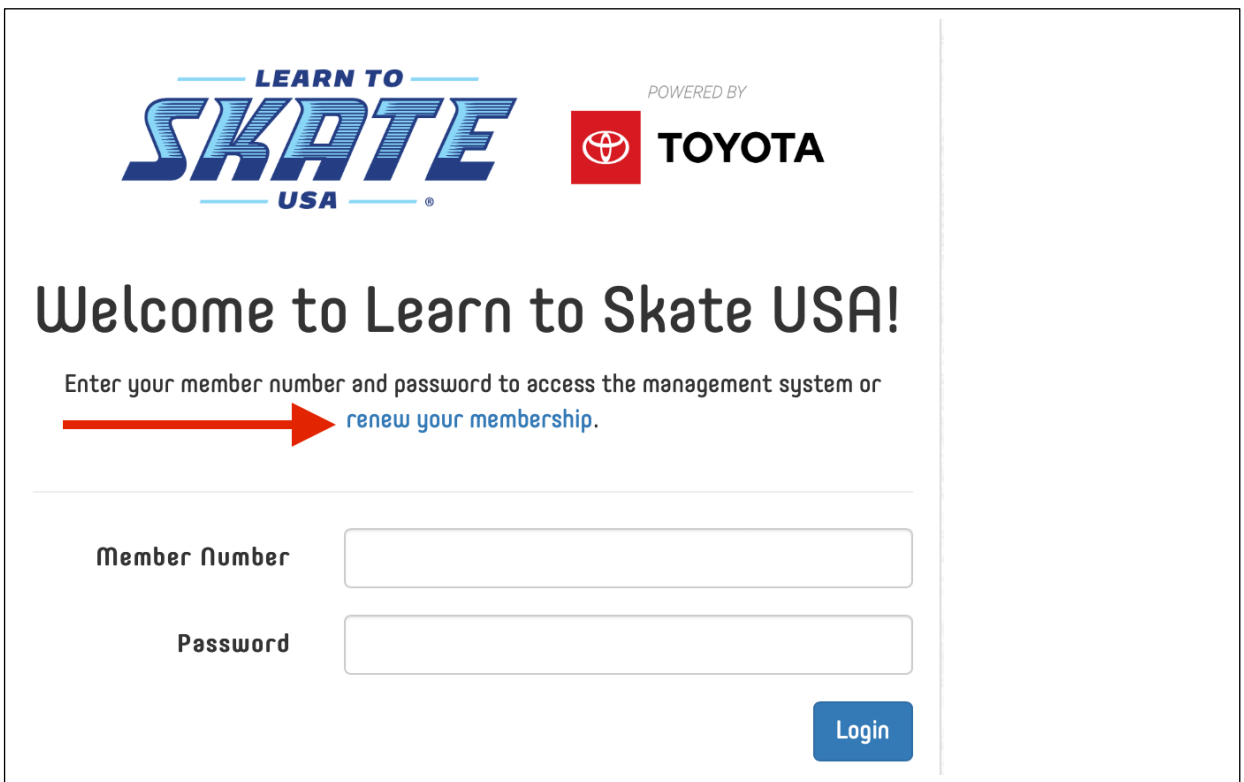 LEARN TO
SKATE
USA ®
POWERED BY
TOYOTA
Welcome to Learn to Skate USA!
Enter your member number and password to access the management system or
renew your membership.
Member Number
Password
Login